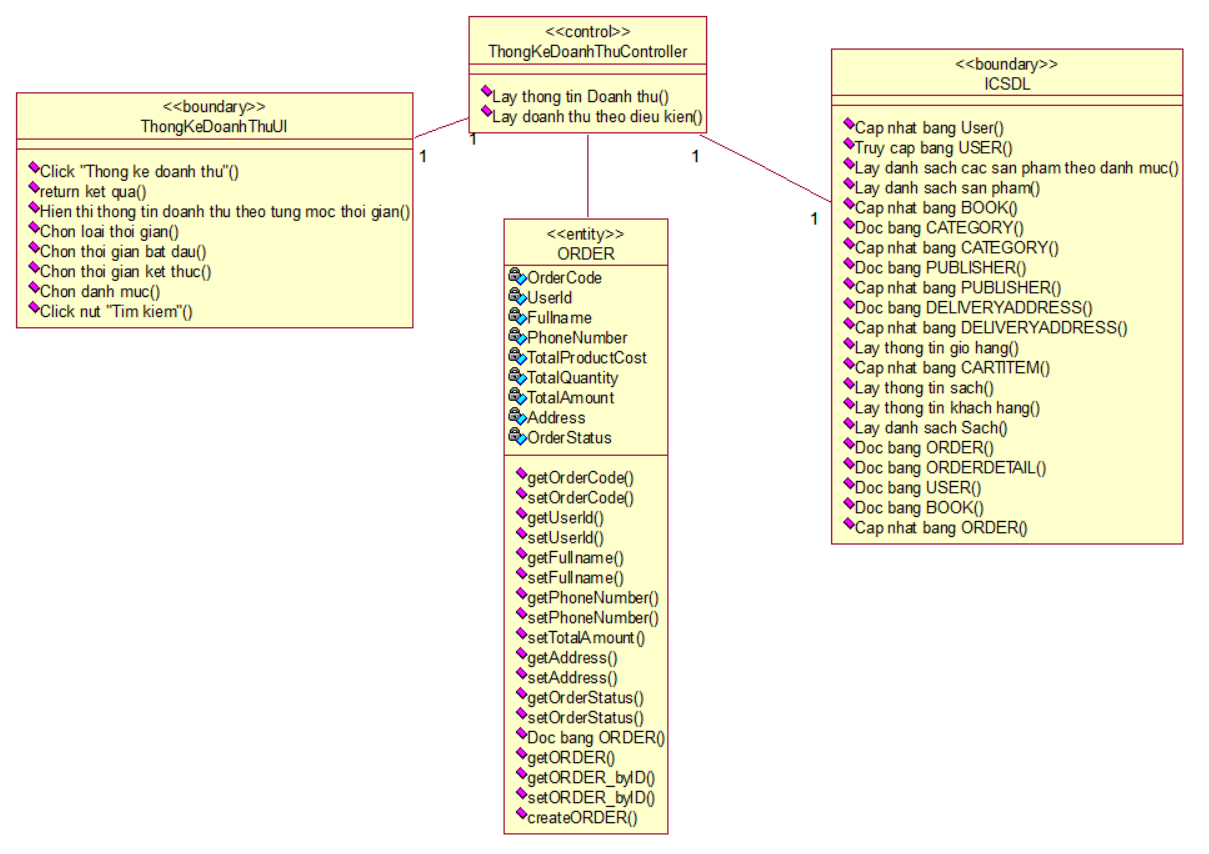 <<control>>
ThongKeDoanhThuController
Lay thong tin Doanh thu()
Lay doanh thu theo dieu kien()
<<boundary>>
ThongKeDoanhThuUI
Click "Thong ke doanh thu"()
return ket qua()
Hien thi thong tin doanh thu theo tung moc thoi gian()
Chon loai thoi gian()
Chon thoi gian bat dau()
Chon thoi gian ket thuc()
Chon danh muc()
Click nut "Tim kiem"()
1
1
1
1
<<entity>>
ORDER
OrderCode
UserId
Fullname
PhoneNumber
TotalProductCost
TotalQuantity
TotalAmount
Address
OrderStatus
getOrderCode()
setOrderCode()
getUserId()
setUserId()
getFullname()
setFullname()
getPhoneNumber()
setPhoneNumber()
setTotalAmount()
getAddress()
setAddress()
getOrderStatus()
setOrderStatus()
Doc bang ORDER()
getORDER()
getORDER_byID()
setORDER_byID()
createORDER()
<<boundary>>
ICSDL
Cap nhat bang User()
Truy cap bang USER()
Lay danh sach cac san pham theo danh muc()
Lay danh sach san pham()
Cap nhat bang BOOK()
Doc bang CATEGORY()
Cap nhat bang CATEGORY()
Doc bang PUBLISHER()
Cap nhat bang PUBLISHER()
Doc bang DELIVERYADDRESS()
Cap nhat bang DELIVERYADDRESS()
Lay thong tin gio hang()
Cap nhat bang CARTITEM()
Lay thong tin sach()
Lay thong tin khach hang()
Lay danh sach Sach()
Doc bang ORDER()
Doc bang ORDERDETAIL()
Doc bang USER()
Doc bang BOOK()
Cap nhat bang ORDER()